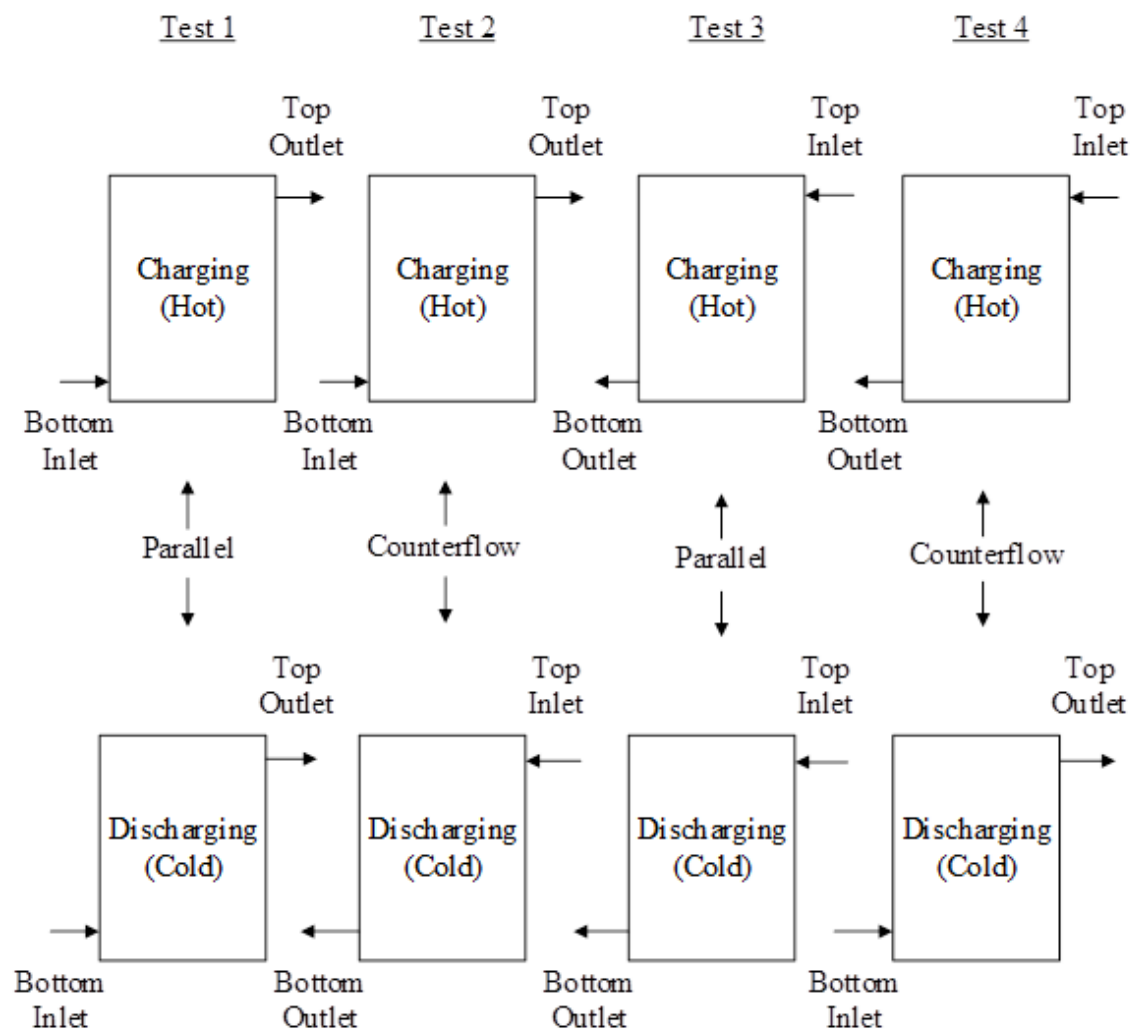 Test 1 Test 2 Test 3 Test 4
Top Top Top Top
Outlet Outlet Inlet Inlet
Charging Charging Charging Charging
(Hot) (Hot) (Hot) (Hot)
Bottom Bottom Bottom Bottom
Inlet Inlet Outlet Outlet
Parallel Counterflow Parallel Counterflow
Top Top Top Top
Outlet Inlet Inlet Outlet
Discharging Discharging Discharging Discharging
(Cold) (Cold) (Cold) (Cold)
Bottom Bottom Bottom Bottom
Inlet Outlet Outlet Inlet